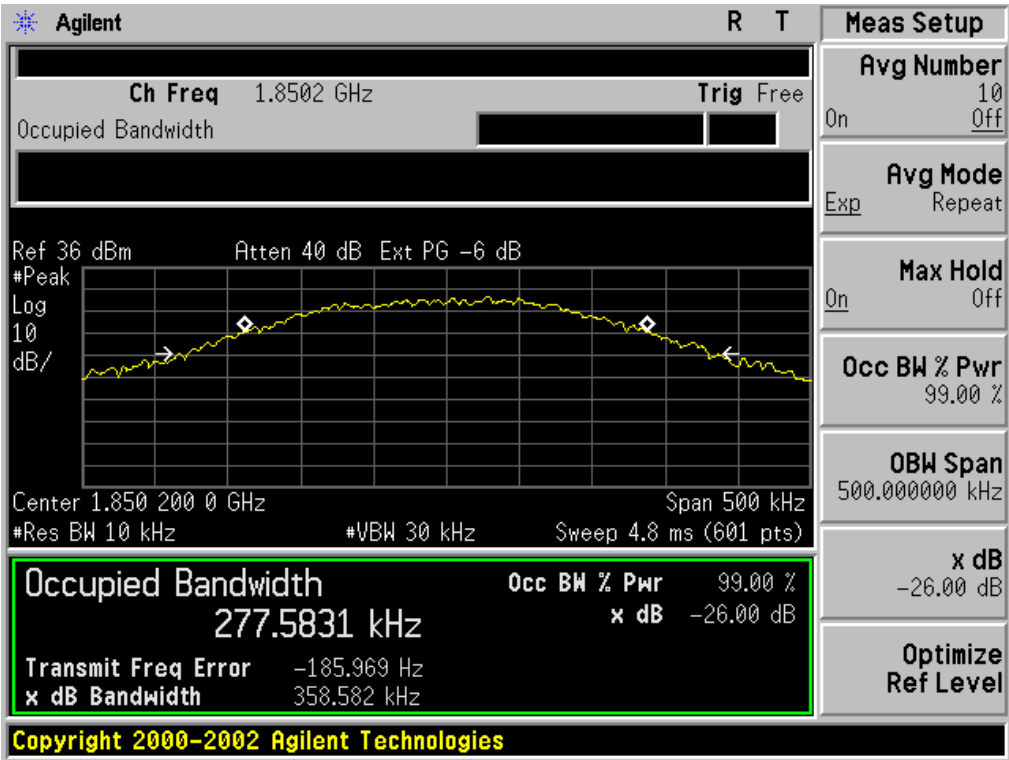 Agilent R T
Ch Freq 1.8502 GHz Trig Free
Occupied Bandwidth
Ref 36 dBm Atten 40 dB Ext PG −6 dB
#Peak
Log
10
dB/
Center 1.850 200 0 GHz Span 500 kHz
#Res BW 10 kHz #VBW 30 kHz Sweep 4.8 ms (601 pts)
Occupied Bandwidth Occ BW % Pwr 99.00 %
277.5831 kHz x dB −26.00 dB
Transmit Freq Error −185.969 Hz
x dB Bandwidth 358.582 kHz
Copyright 2000−2002 Agilent Technologies
Meas Setup
Avg Number
10
On Off
Avg Mode
Exp Repeat
Max Hold
On Off
Occ BW % Pwr
99.00 %
OBW Span
500.000000 kHz
x dB
−26.00 dB
Optimize
Ref Level